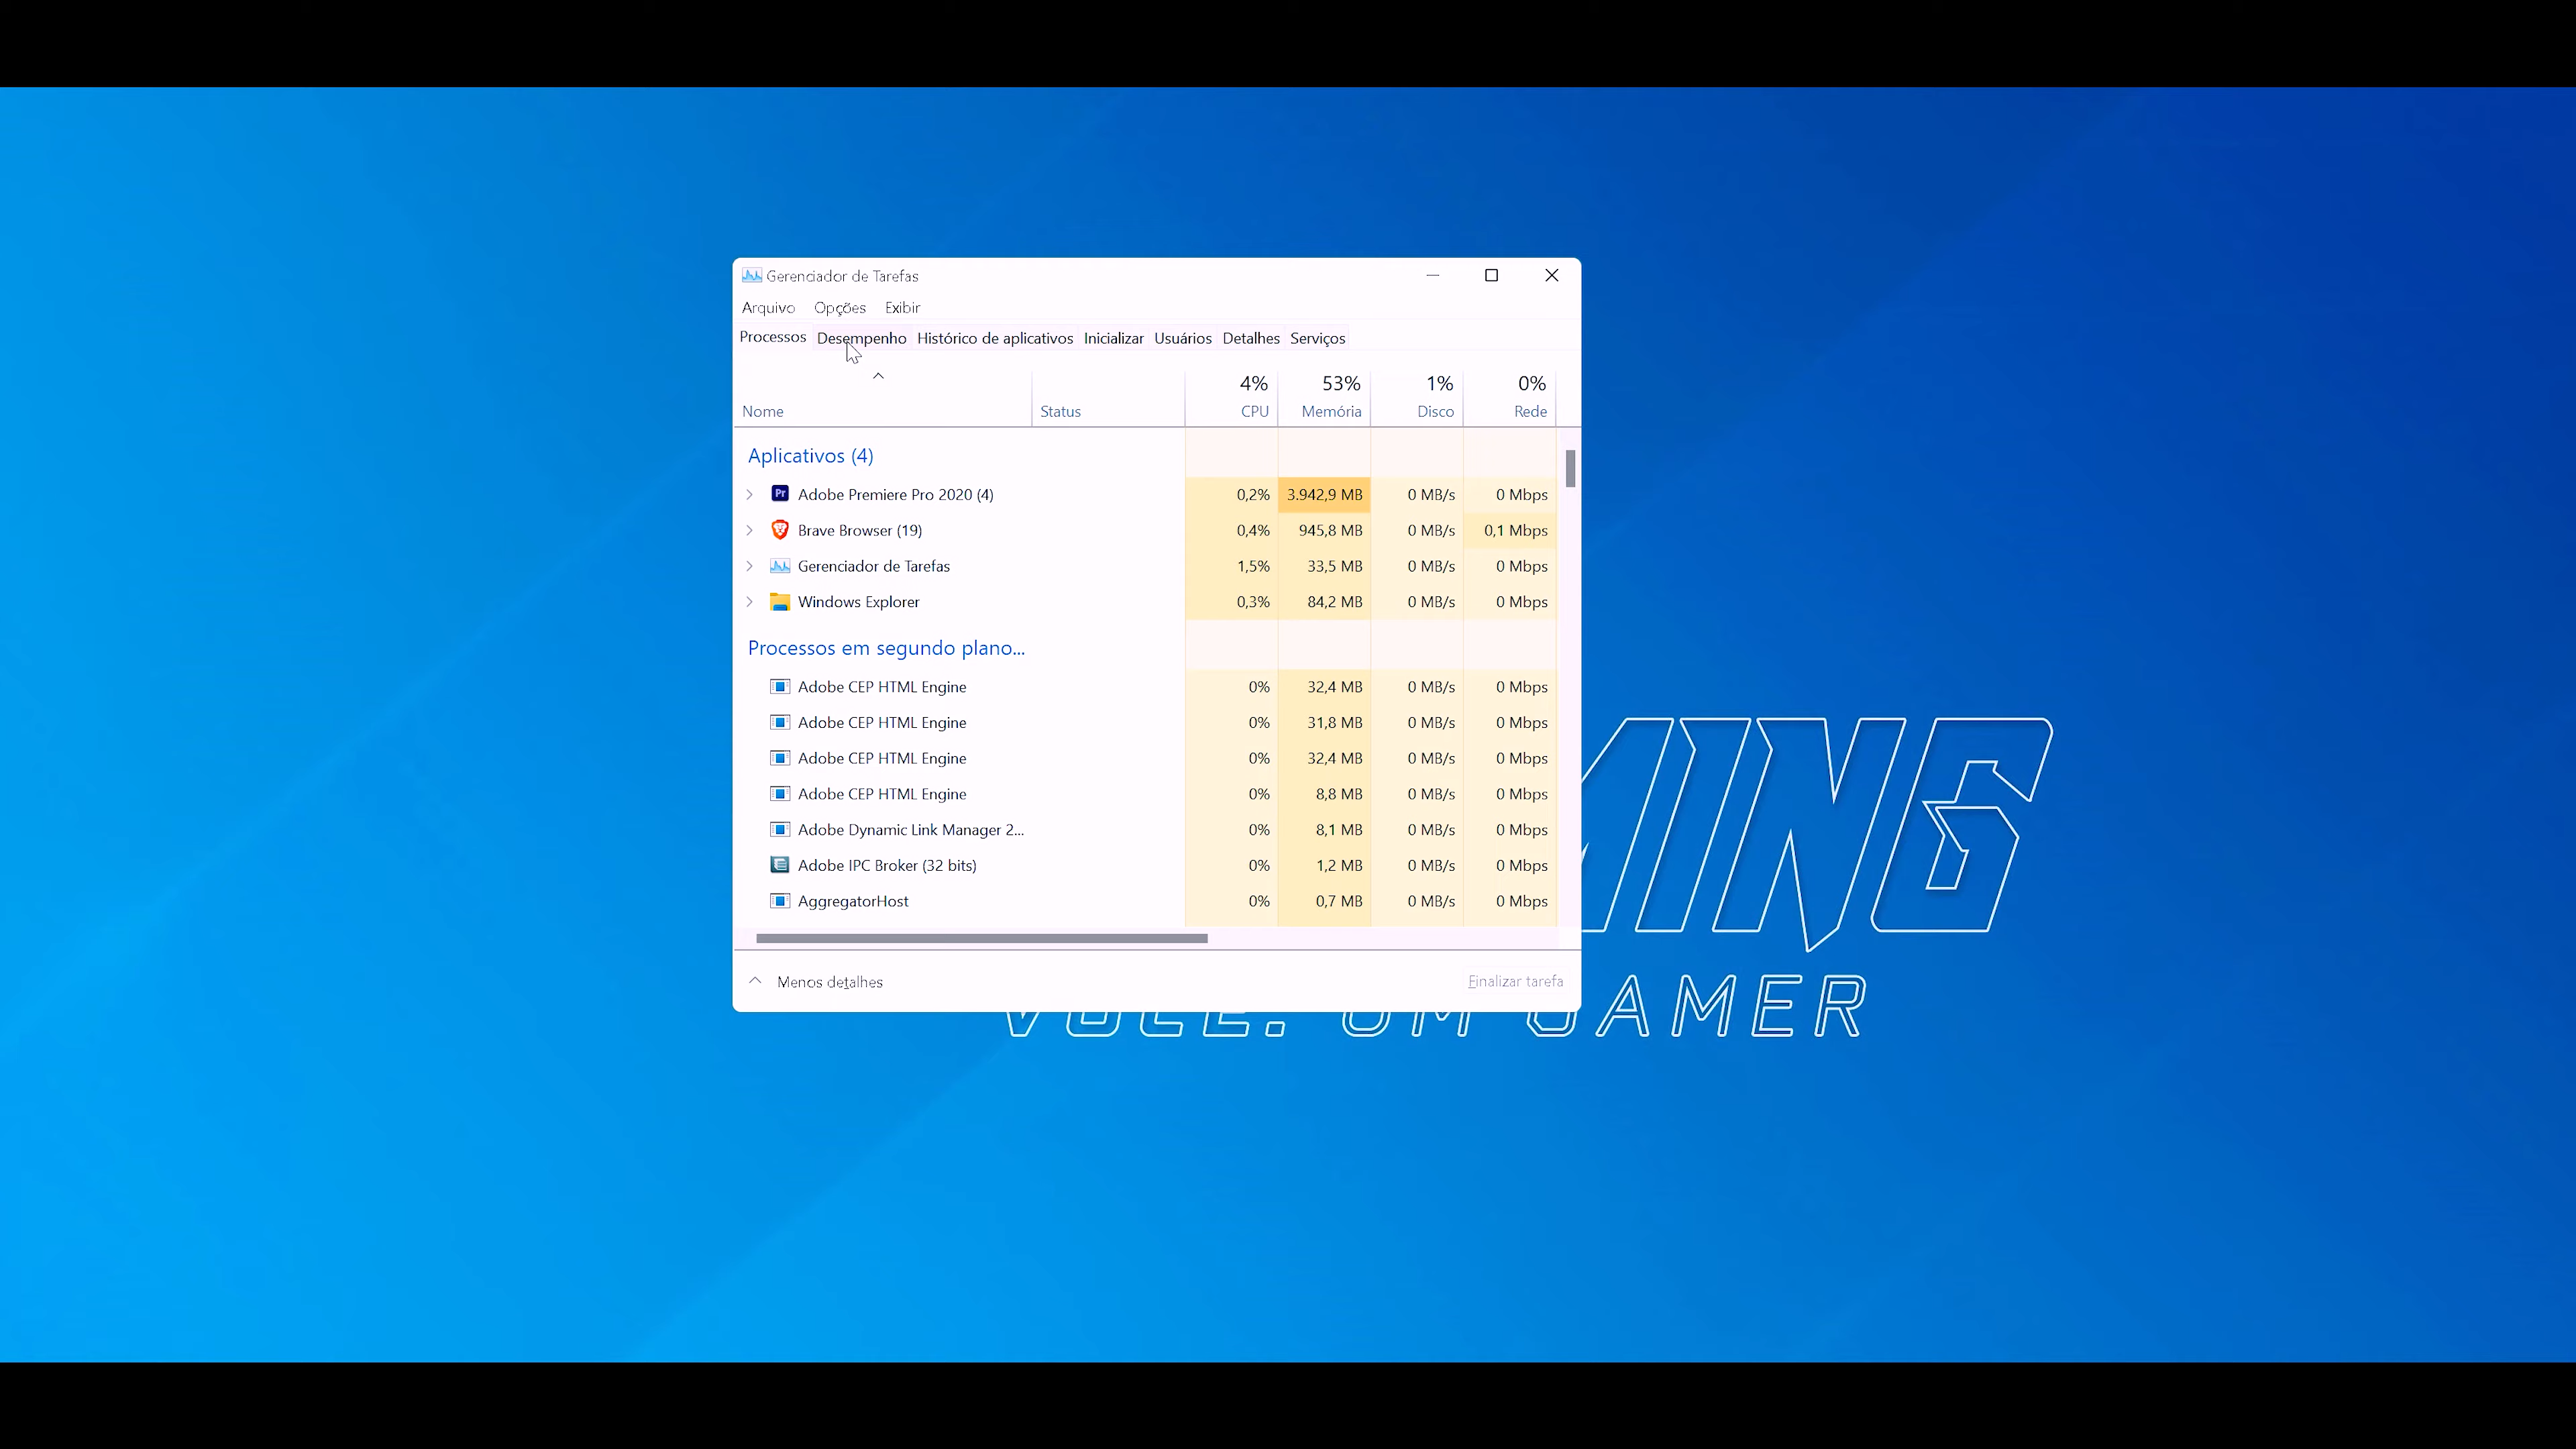 Gerenciador de Tarefas
Arquivo Opções Exibir
Processos Desempenho Histórico de aplicativos Inicializar Usuários Detalhes Serviços
4% 53% 1% 0%
Nome Status CPU Memória Disco Rede
Aplicativos (4)
Adobe Premiere Pro 2020 (4) 0,2% 3.942,9 MB 0 MB/s 0 Mbps
Brave Browser (19) 0,4% 945,8 MB 0 MB/s 0,1 Mbps
Gerenciador de Tarefas 1,5% 33,5 MB 0 MB/s 0 Mbps
Windows Explorer 0,3% 84,2 MB 0 MB/s 0 Mbps
Processos em segundo plano...
Adobe CEP HTML Engine 0% 32,4 MB 0 MB/s 0 Mbps
Adobe CEP HTML Engine 0% 31,8 MB 0 MB/s 0 Mbps
Adobe CEP HTML Engine 0% 32,4 MB 0 MB/s 0 Mbps
Adobe CEP HTML Engine 0% 8,8 MB 0 MB/s 0 Mbps
Adobe Dynamic Link Manager 2... 0% 8,1 MB 0 MB/s 0 Mbps
Adobe IPC Broker (32 bits) 0% 1,2 MB 0 MB/s 0 Mbps
AggregatorHost 0% 0,7 MB 0 MB/s 0 Mbps
Menos detalhes Finalizar tarefa
VOCÊ. UM GAMER